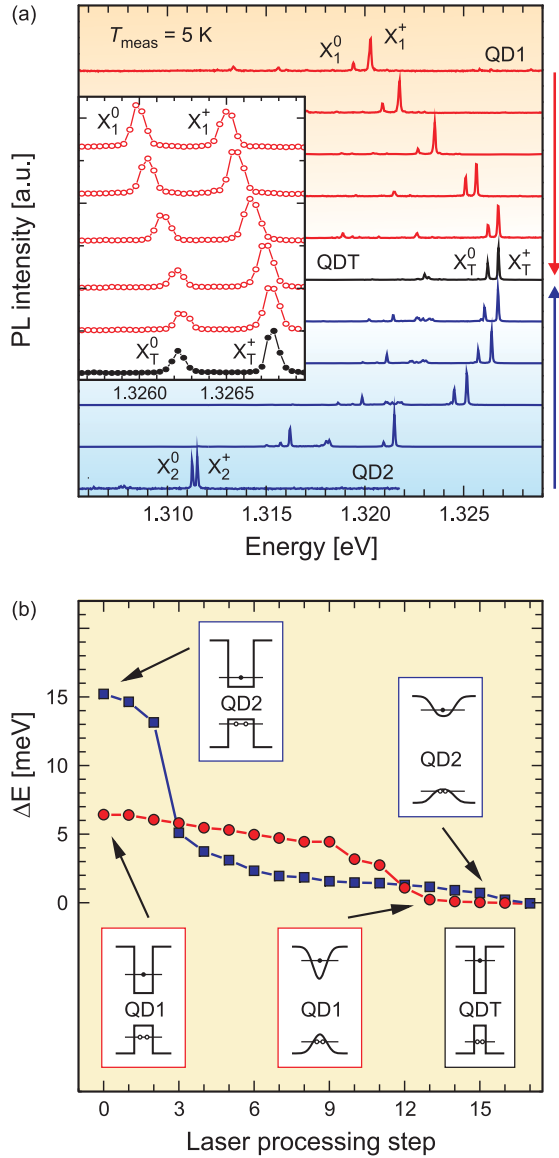 (a)
T_meas = 5 K
X_1^0
X_1^+
QD1
X_1^0
X_1^+
QDT
X_T^0
X_T^+
X_T^0
X_T^+
1.3260
1.3265
X_2^0
X_2^+
QD2
PL intensity [a.u.]
1.310
1.315
1.320
1.325
Energy [eV]
(b)
15
10
5
0
ΔE [meV]
QD2
QD2
QD1
QD1
QDT
0
3
6
9
12
15
Laser processing step